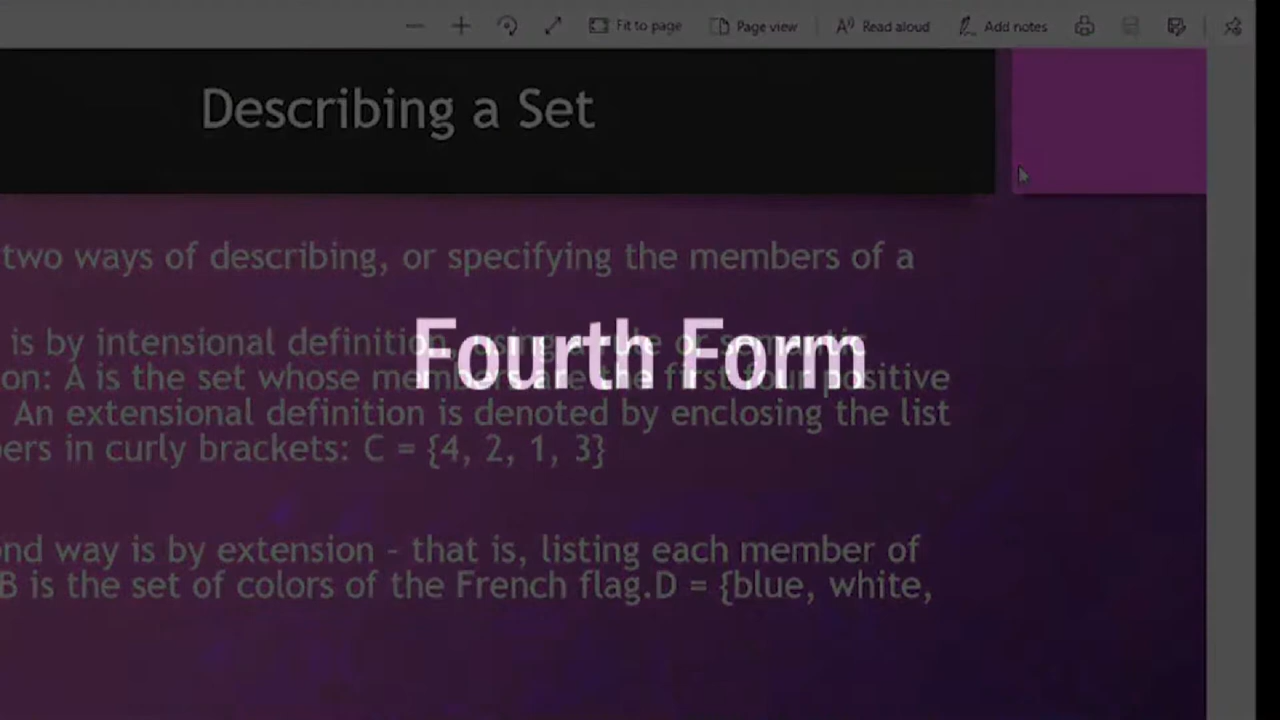 Fit to page
Page view
Read aloud
Add notes
Describing a Set
two ways of describing, or specifying the members of a
Fourth Form
is by intensional definition, using a rule or semantic
on: A is the set whose members are the first four positive
An extensional definition is denoted by enclosing the list
ers in curly brackets: C = {4, 2, 1, 3}
nd way is by extension – that is, listing each member of
B is the set of colors of the French flag.D = {blue, white,